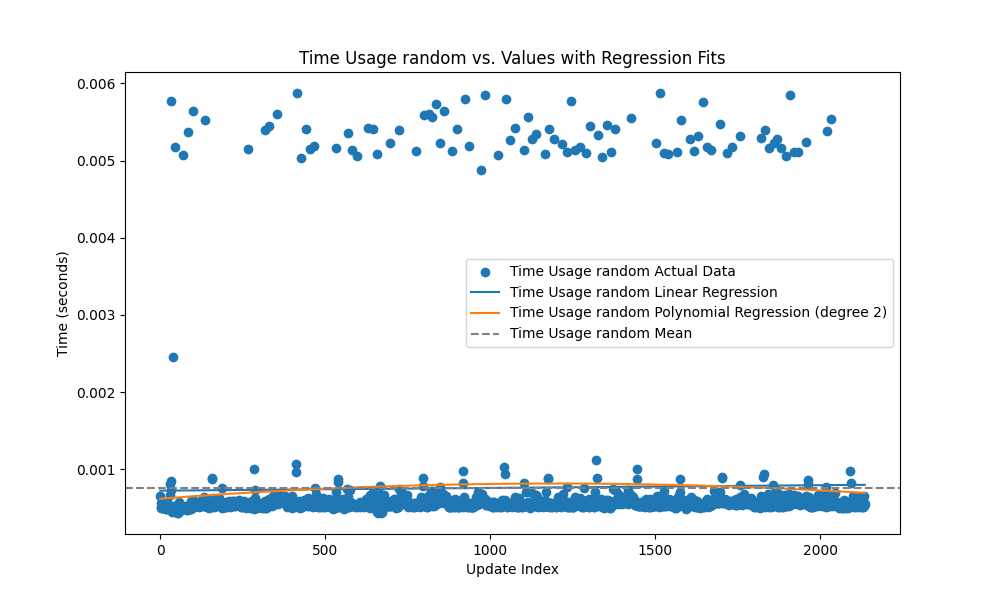 Time Usage random vs. Values with Regression Fits
0.006
0.005
0.004
0.003
0.002
0.001
Time (seconds)
Time Usage random Actual Data
Time Usage random Linear Regression
Time Usage random Polynomial Regression (degree 2)
Time Usage random Mean
0
500
1000
1500
2000
Update Index